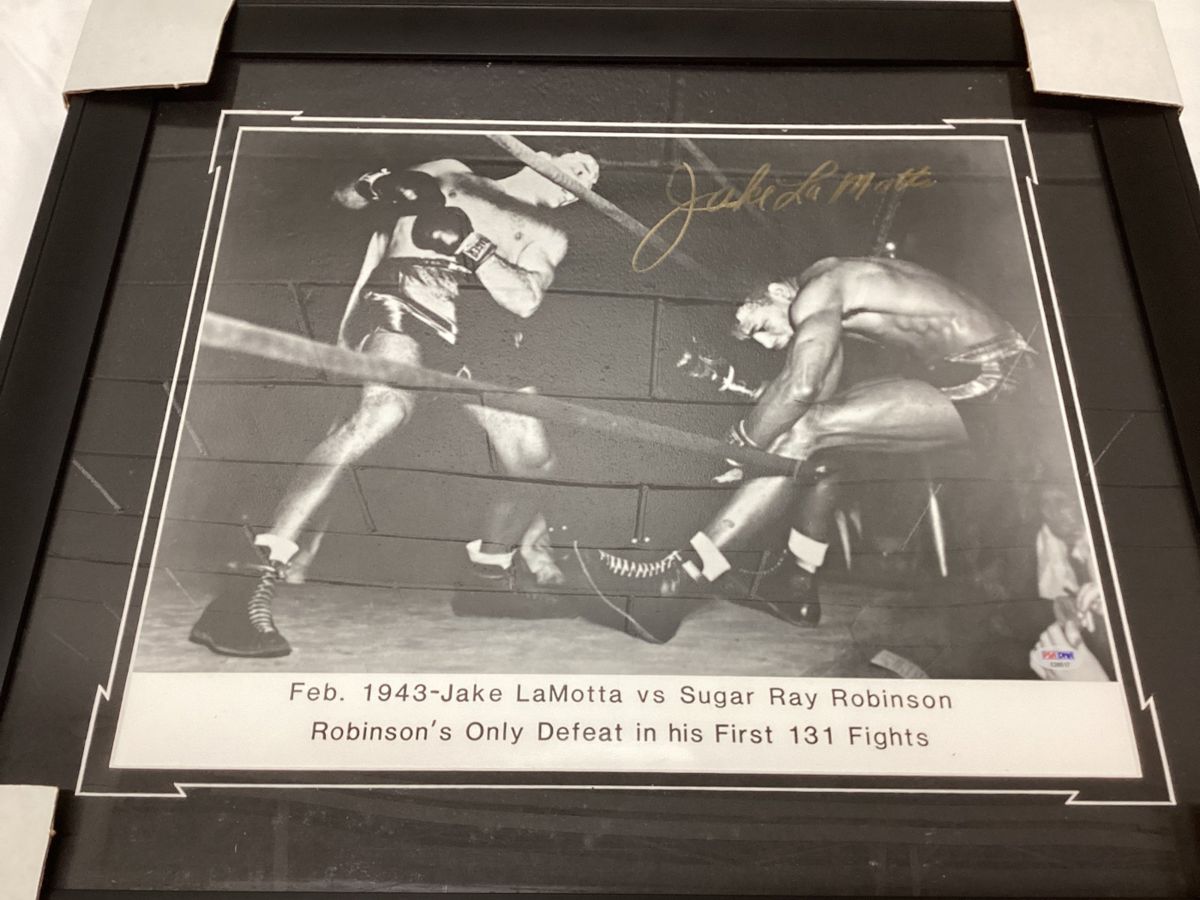 Jake LaMotta
PSA DNA
Feb. 1943-Jake LaMotta vs Sugar Ray Robinson
Robinson's Only Defeat in his First 131 Fights